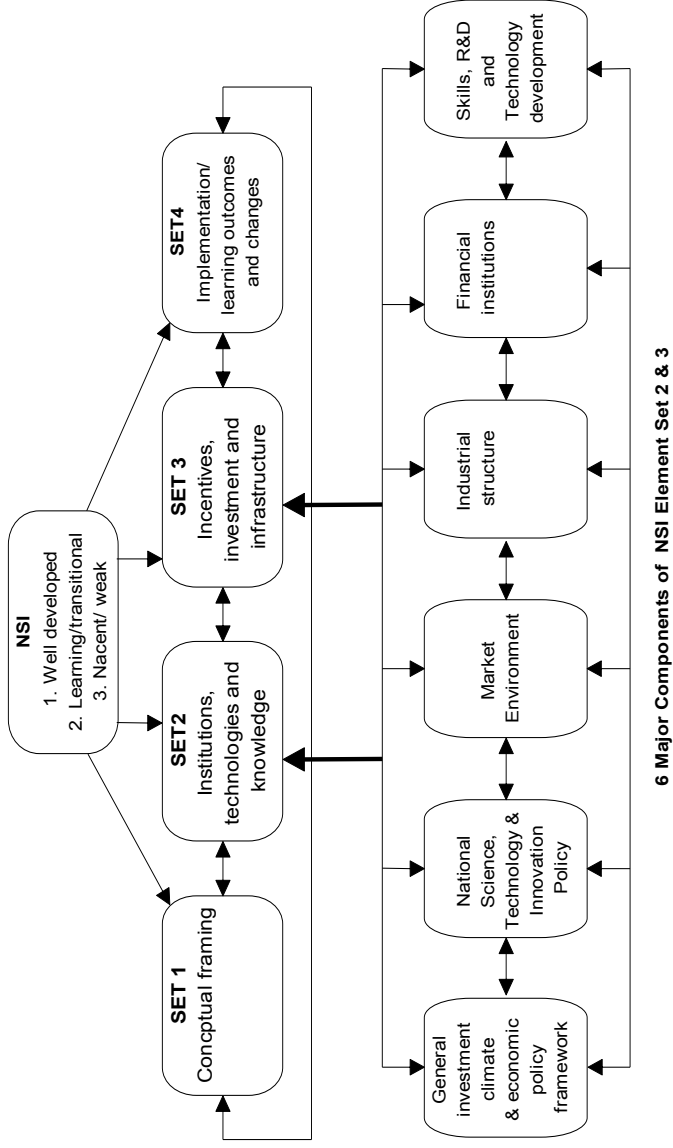 NSI
1. Well developed
2. Learning/transitional
3. Nacent/ weak
SET 1
Concptual framing
SET2
Institutions,
technologies and
knowledge
SET 3
Incentives,
investment and
infrastructure
SET4
Implementation/
learning outcomes
and changes
General
investment
climate
& economic
policy
framework
National
Science,
Technology &
Innovation
Policy
Market
Environment
Industrial
structure
Financial
institutions
Skills, R&D
and
Technology
development
6 Major Components of NSI Element Set 2 & 3